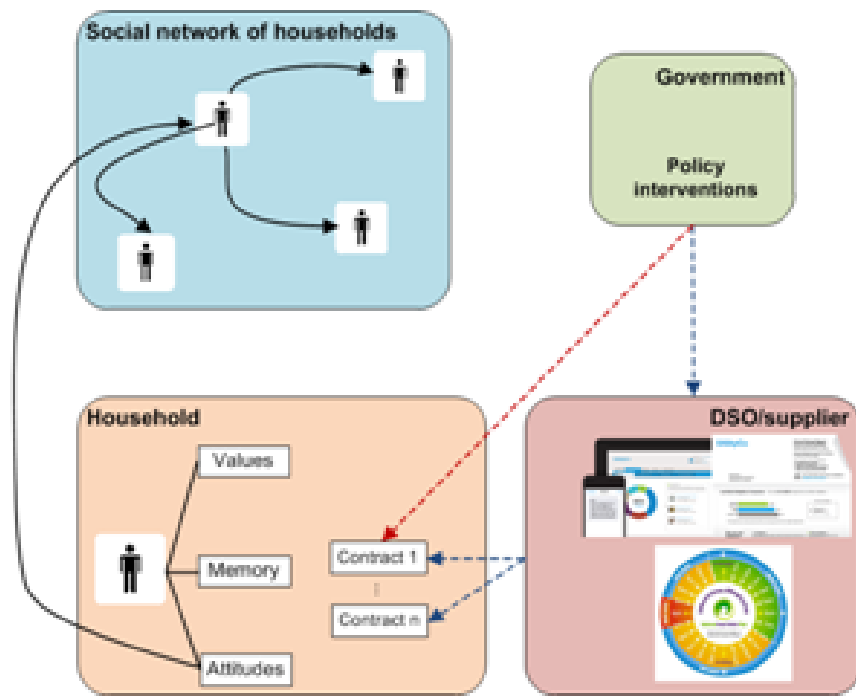 Social network of households
Government
Policy
interventions
Household
Values
Memory
Attitudes
Contract 1
Contract n
DSO/supplier